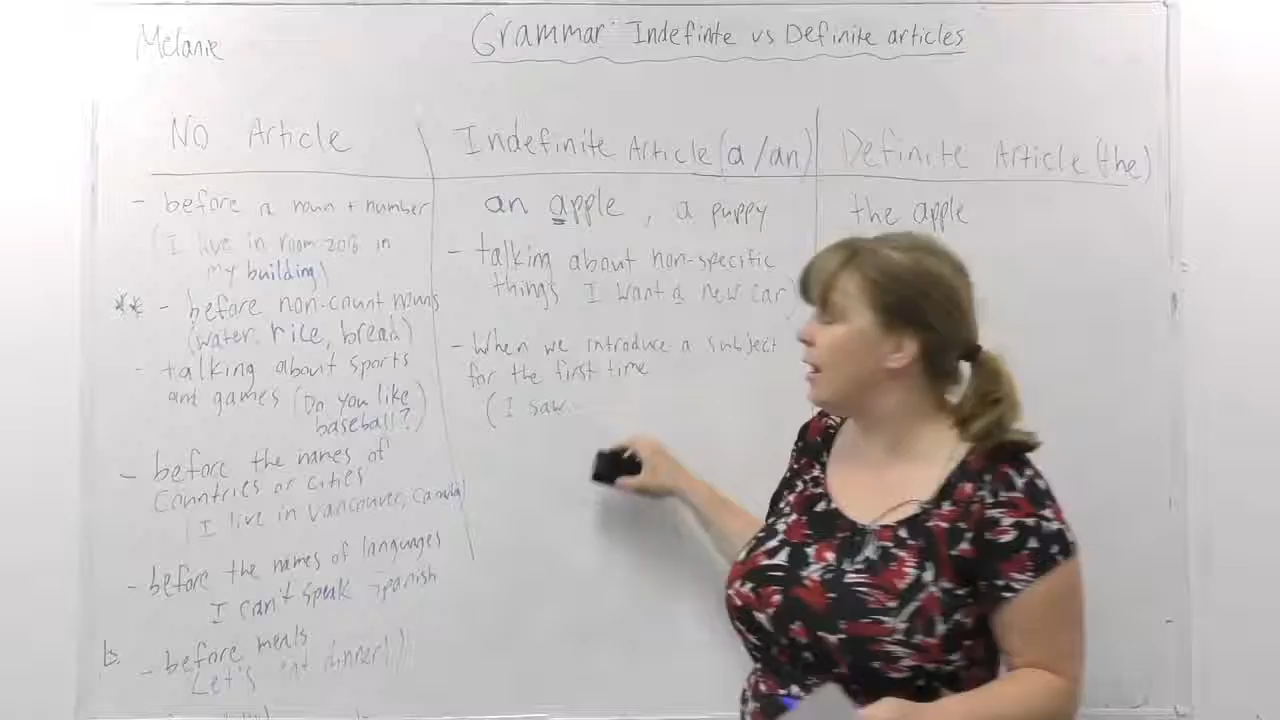 Melanie
Grammar: Indefinite vs Definite articles
No Article
- before a noun + number
(I live in room 203 in
my building)
** - before non-count nouns
(water, rice, bread)
- talking about sports
and games (Do you like
baseball?)
- before the names of
countries or cities
(I live in Vancouver, Canada)
- before the names of languages
I can't speak Spanish
- before meals
Let's eat dinner!)
Indefinite Article (a/an)
an apple, a puppy
- talking about non-specific
things I want a new car)
- When we introduce a subject
for the first time
(I saw
Definite Article (the)
the apple